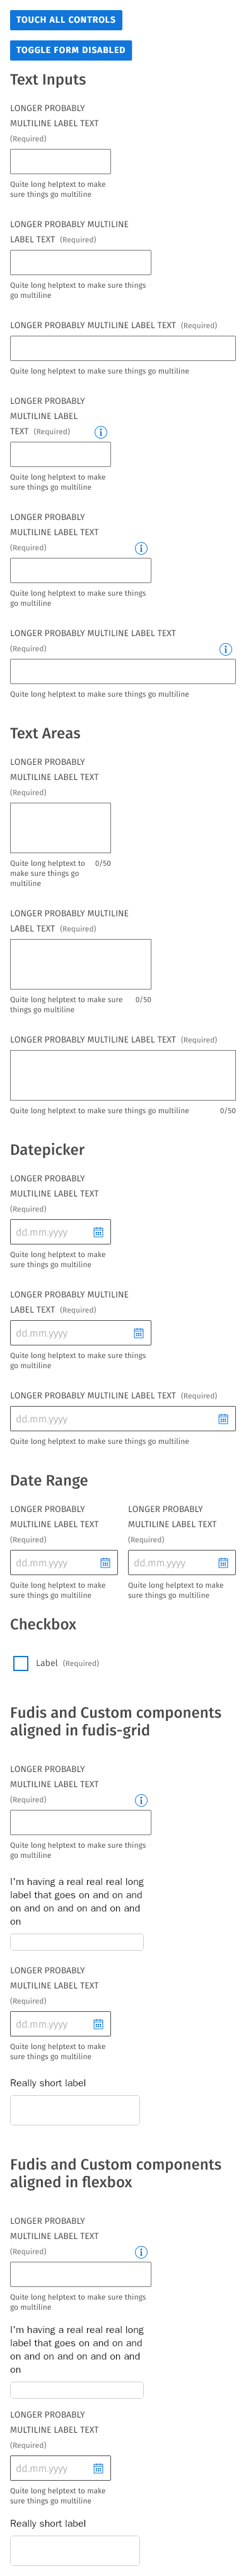 TOUCH ALL CONTROLS
TOGGLE FORM DISABLED
Text Inputs
LONGER PROBABLY
MULTILINE LABEL TEXT
(Required)
Quite long helptext to make
sure things go multiline
LONGER PROBABLY MULTILINE
LABEL TEXT (Required)
Quite long helptext to make sure things
go multiline
LONGER PROBABLY MULTILINE LABEL TEXT (Required)
Quite long helptext to make sure things go multiline
LONGER PROBABLY
MULTILINE LABEL
TEXT (Required)
Quite long helptext to make
sure things go multiline
LONGER PROBABLY
MULTILINE LABEL TEXT
(Required)
Quite long helptext to make sure things
go multiline
LONGER PROBABLY MULTILINE LABEL TEXT
(Required)
Quite long helptext to make sure things go multiline
Text Areas
LONGER PROBABLY
MULTILINE LABEL TEXT
(Required)
Quite long helptext to 0/50
make sure things go
multiline
LONGER PROBABLY MULTILINE
LABEL TEXT (Required)
Quite long helptext to make sure 0/50
things go multiline
LONGER PROBABLY MULTILINE LABEL TEXT (Required)
Quite long helptext to make sure things go multiline 0/50
Datepicker
LONGER PROBABLY
MULTILINE LABEL TEXT
(Required)
dd.mm.yyyy
Quite long helptext to make
sure things go multiline
LONGER PROBABLY MULTILINE
LABEL TEXT (Required)
dd.mm.yyyy
Quite long helptext to make sure things
go multiline
LONGER PROBABLY MULTILINE LABEL TEXT (Required)
dd.mm.yyyy
Quite long helptext to make sure things go multiline
Date Range
LONGER PROBABLY
MULTILINE LABEL TEXT
(Required)
dd.mm.yyyy
Quite long helptext to make
sure things go multiline
LONGER PROBABLY
MULTILINE LABEL TEXT
(Required)
dd.mm.yyyy
Quite long helptext to make
sure things go multiline
Checkbox
Label (Required)
Fudis and Custom components
aligned in fudis-grid
LONGER PROBABLY
MULTILINE LABEL TEXT
(Required)
Quite long helptext to make sure things
go multiline
I'm having a real real real long
label that goes on and on and
on and on and on and on and
on
LONGER PROBABLY
MULTILINE LABEL TEXT
(Required)
dd.mm.yyyy
Quite long helptext to make
sure things go multiline
Really short label
Fudis and Custom components
aligned in flexbox
LONGER PROBABLY
MULTILINE LABEL TEXT
(Required)
Quite long helptext to make sure things
go multiline
I'm having a real real real long
label that goes on and on and
on and on and on and on and
on
LONGER PROBABLY
MULTILINE LABEL TEXT
(Required)
dd.mm.yyyy
Quite long helptext to make
sure things go multiline
Really short label